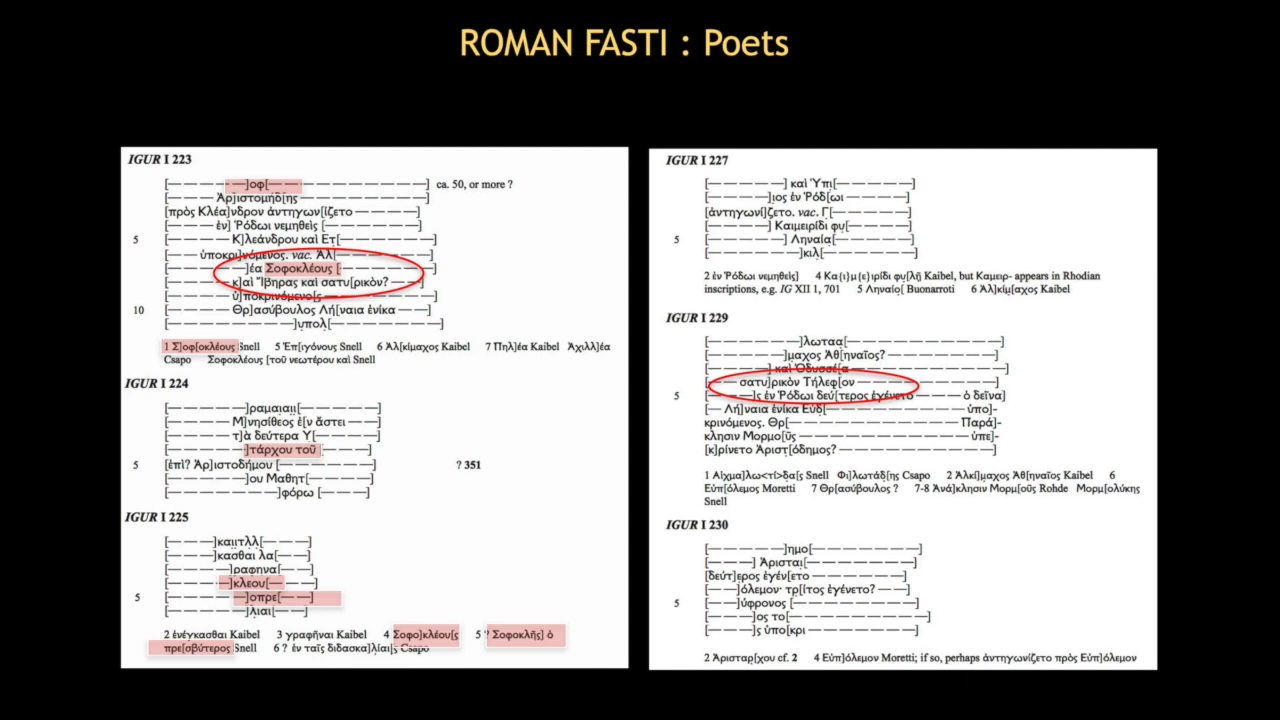 ROMAN FASTI : Poets
IGUR I 223
[— — — — —]οφ[— — — — — — — — — — —] ca. 50, or more ?
[— — — Ἀρ]ιστομήδ[ης — — — — — — — —]
[πρὸς Κλέα]νδρον ἀντηγων[ίζετο — — — —]
[— — — — ἐν] Ῥόδωι νεμηθεὶς [— — — — —]
5 [— — — — Κ]λεάνδρου καὶ Ετ[— — — — —]
[— — ὑποκρι]νόμενος. vac. Ἀλ[— — — — —]
[— — — — — —]έα Σοφοκλέους [— — — — —]
[— — — — κ]αὶ Ἴβηρας καὶ σατυ[ρικὸν? — —]
[— — — — ὑ]ποκρινόμενο[ς — — — — — —]
10 [— — — — Θρ]ασύβουλος Λή[ναια ἐνίκα — —]
[— — — — — — — —]υπολ[— — — — — — —]
1 Σ]οφ[οκλέους Snell 5 Ἐπ[ιγόνους Snell 6 Ἀλ[κίμαχος Kaibel 7 Πηλ]έα Kaibel Ἀχιλλ]έα
Csapo Σοφοκλέους [τοῦ νεωτέρου καὶ Snell
IGUR I 224
[— — — — — —]ραμαιαιι[— — — —]
[— — — — Μ]νησίθεος ἐ[ν ἄστει — —]
[— — — — τ]ὰ δεύτερα Υ[— — — —]
[— — — — — —]τάρχου τοῦ [— — —]
5 [ἐπὶ? Ἀρ]ιστοδήμου [— — — — — —] ? 351
[— — — — — —]ου Μαθητ[— — — —]
[— — — — — — —]φόρω [— — —]
IGUR I 225
[— — — —]καιτλλ[— — —]
[— — — —]κασθαι λα[— —]
[— — — — —]ραφηνα[— —]
[— — — — —]κλεου[— —]
5 [— — — — — —]οπρε[— — —]
[— — — — — —]λιαι[— —]
2 ἐνέγκασθαι Kaibel 3 γραφῆναι Kaibel 4 Σοφο]κλέου[ς 5 ? Σοφοκλῆς] ὁ
πρε[σβύτερος Snell 6 ? ἐν ταῖς διδασκα]λίαι[ς Csapo
IGUR I 227
[— — — — — —] καὶ Ὑπι[— — — — —]
[— — — — — —]ιος ἐν Ῥόδ[ωι — — — —]
[ἀντηγωνί]ζετο. vac. Γ[— — — — —]
[— — — — —] Καιμειρίδι φυ[— — — —]
5 [— — — — — —] Ληναία[— — — — —]
[— — — — — — —]κιλ[— — — — —]
2 ἐν Ῥόδωι νεμηθεὶς] 4 Κα{ι}μ{ε}ιρίδι φυ[λῇ Kaibel, but Καμειρ- appears in Rhodian
inscriptions, e.g. IG XII 1, 701 5 Ληναίο[ Buonarroti 6 Ἀλ]κίμ[αχος Kaibel
IGUR I 229
[— — — — — — —]λωταα[— — — — — — — —]
[— — — — — —]μαχος Ἀθ[ηναῖος? — — — — —]
[— — — — —] καὶ Ὀδυσσέ[α — — — — — — —]
[— — σατυ]ρικὸν Τήλεφ[ον — — — — — — —]
5 [— — — —]ς ἐν Ῥόδωι δεύ[τερος ἐγένετο — — — ὁ δεῖνα]
[— Λή]ναια ἐνίκα Εὐδ[— — — — — — — ὑπο]-
κρινόμενος. Θρ[— — — — — — — — Παρά]-
κλησιν Μορμο[ῦς — — — — — — — ὑπε]-
[κ]ρίνετο Ἀριστ[όδημος? — — — — — — —]
1 Αἰχμα]λω<τί>δα[ς Snell Φι]λωτάδ[ης Csapo 2 Ἀλκί]μαχος Ἀθ[ηναῖος Kaibel 6
Εὐπ[όλεμος Moretti 7 Θρ[ασύβουλος ? 7-8 Ἀνά]κλησιν Μορμ[οῦς Rohde Μορμ[ολύκης
Snell
IGUR I 230
[— — — — — —]ημο[— — — — — — — —]
[— — — —] Ἀρισται[— — — — — — —]
[δεύτ]ερος ἐγέν[ετο — — — — — — —]
[— — —]όλεμον· τρ[ίτος ἐγένετο? — —]
5 [— — —]ύφρονος [— — — — — — — —]
[— — — —]ος το[— — — — — — — — —]
[— — — —]ς ὑπο[κρι — — — — — — —]
2 Ἀρισταρ[χου cf. 2 4 Εὐπ]όλεμον Moretti; if so, perhaps ἀντηγωνίζετο πρὸς Εὐπ]όλεμον